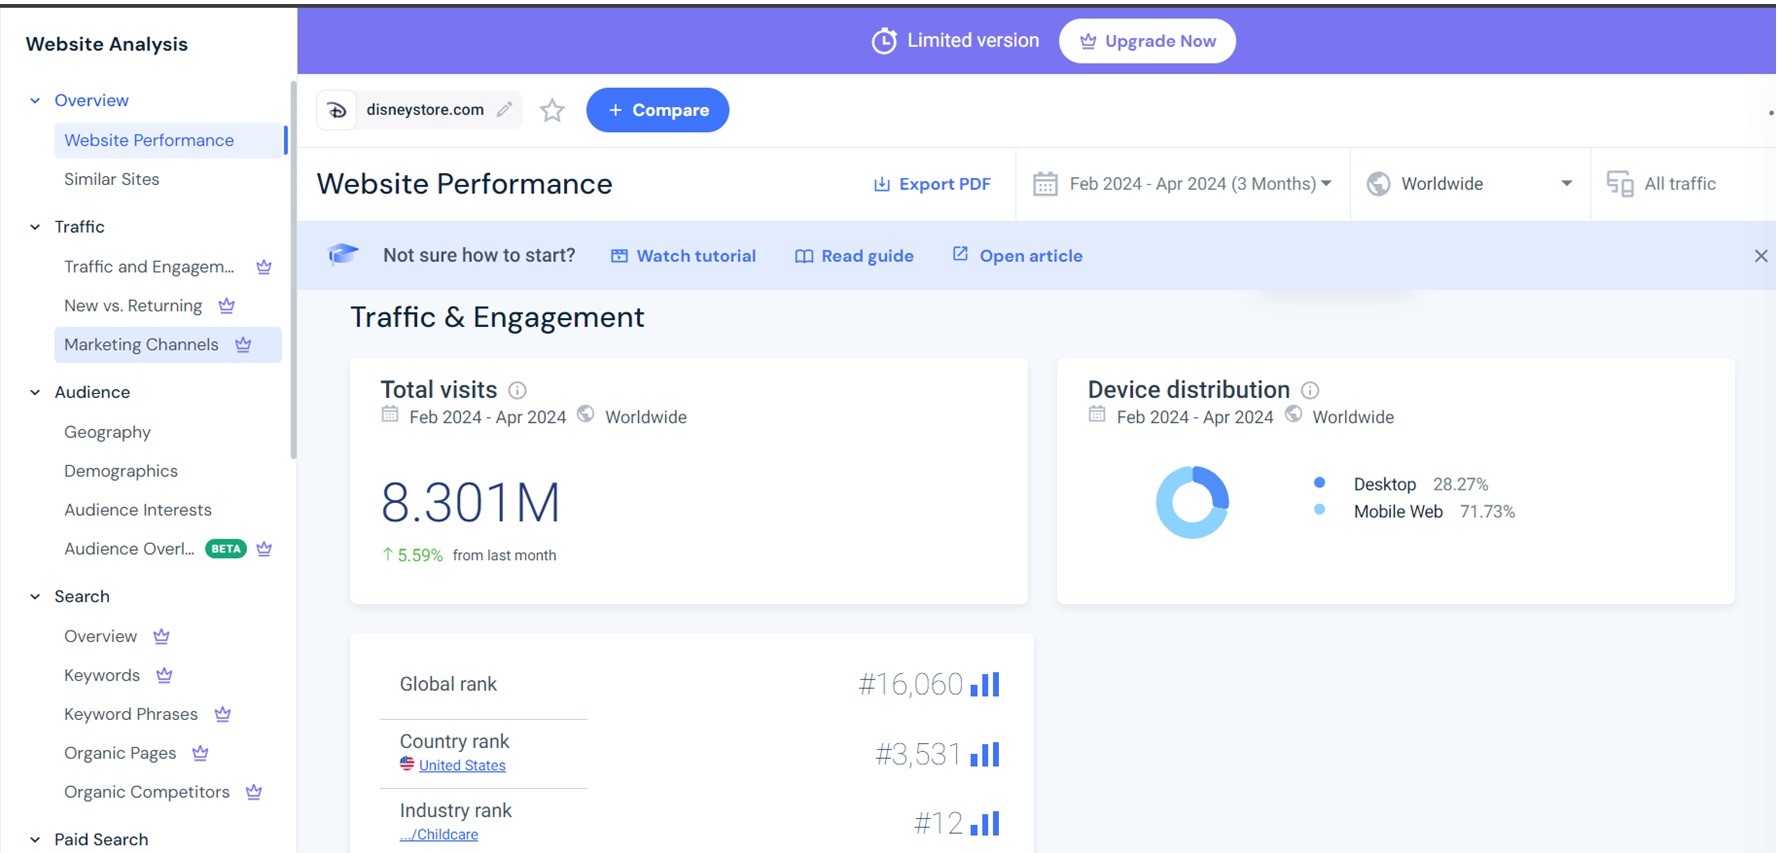 Website Analysis
Overview
Website Performance
Similar Sites
Traffic
Traffic and Engagem...
New vs. Returning
Marketing Channels
Audience
Geography
Demographics
Audience Interests
Audience Overl... BETA
Search
Overview
Keywords
Keyword Phrases
Organic Pages
Organic Competitors
Paid Search
Limited version Upgrade Now
disneystore.com + Compare
Website Performance Export PDF Feb 2024 - Apr 2024 (3 Months) Worldwide All traffic
Not sure how to start? Watch tutorial Read guide Open article
Traffic & Engagement
Total visits
Feb 2024 - Apr 2024 Worldwide
8.301M
↑ 5.59% from last month
Device distribution
Feb 2024 - Apr 2024 Worldwide
Desktop 28.27%
Mobile Web 71.73%
Global rank #16,060
Country rank #3,531
United States
Industry rank #12
.../Childcare